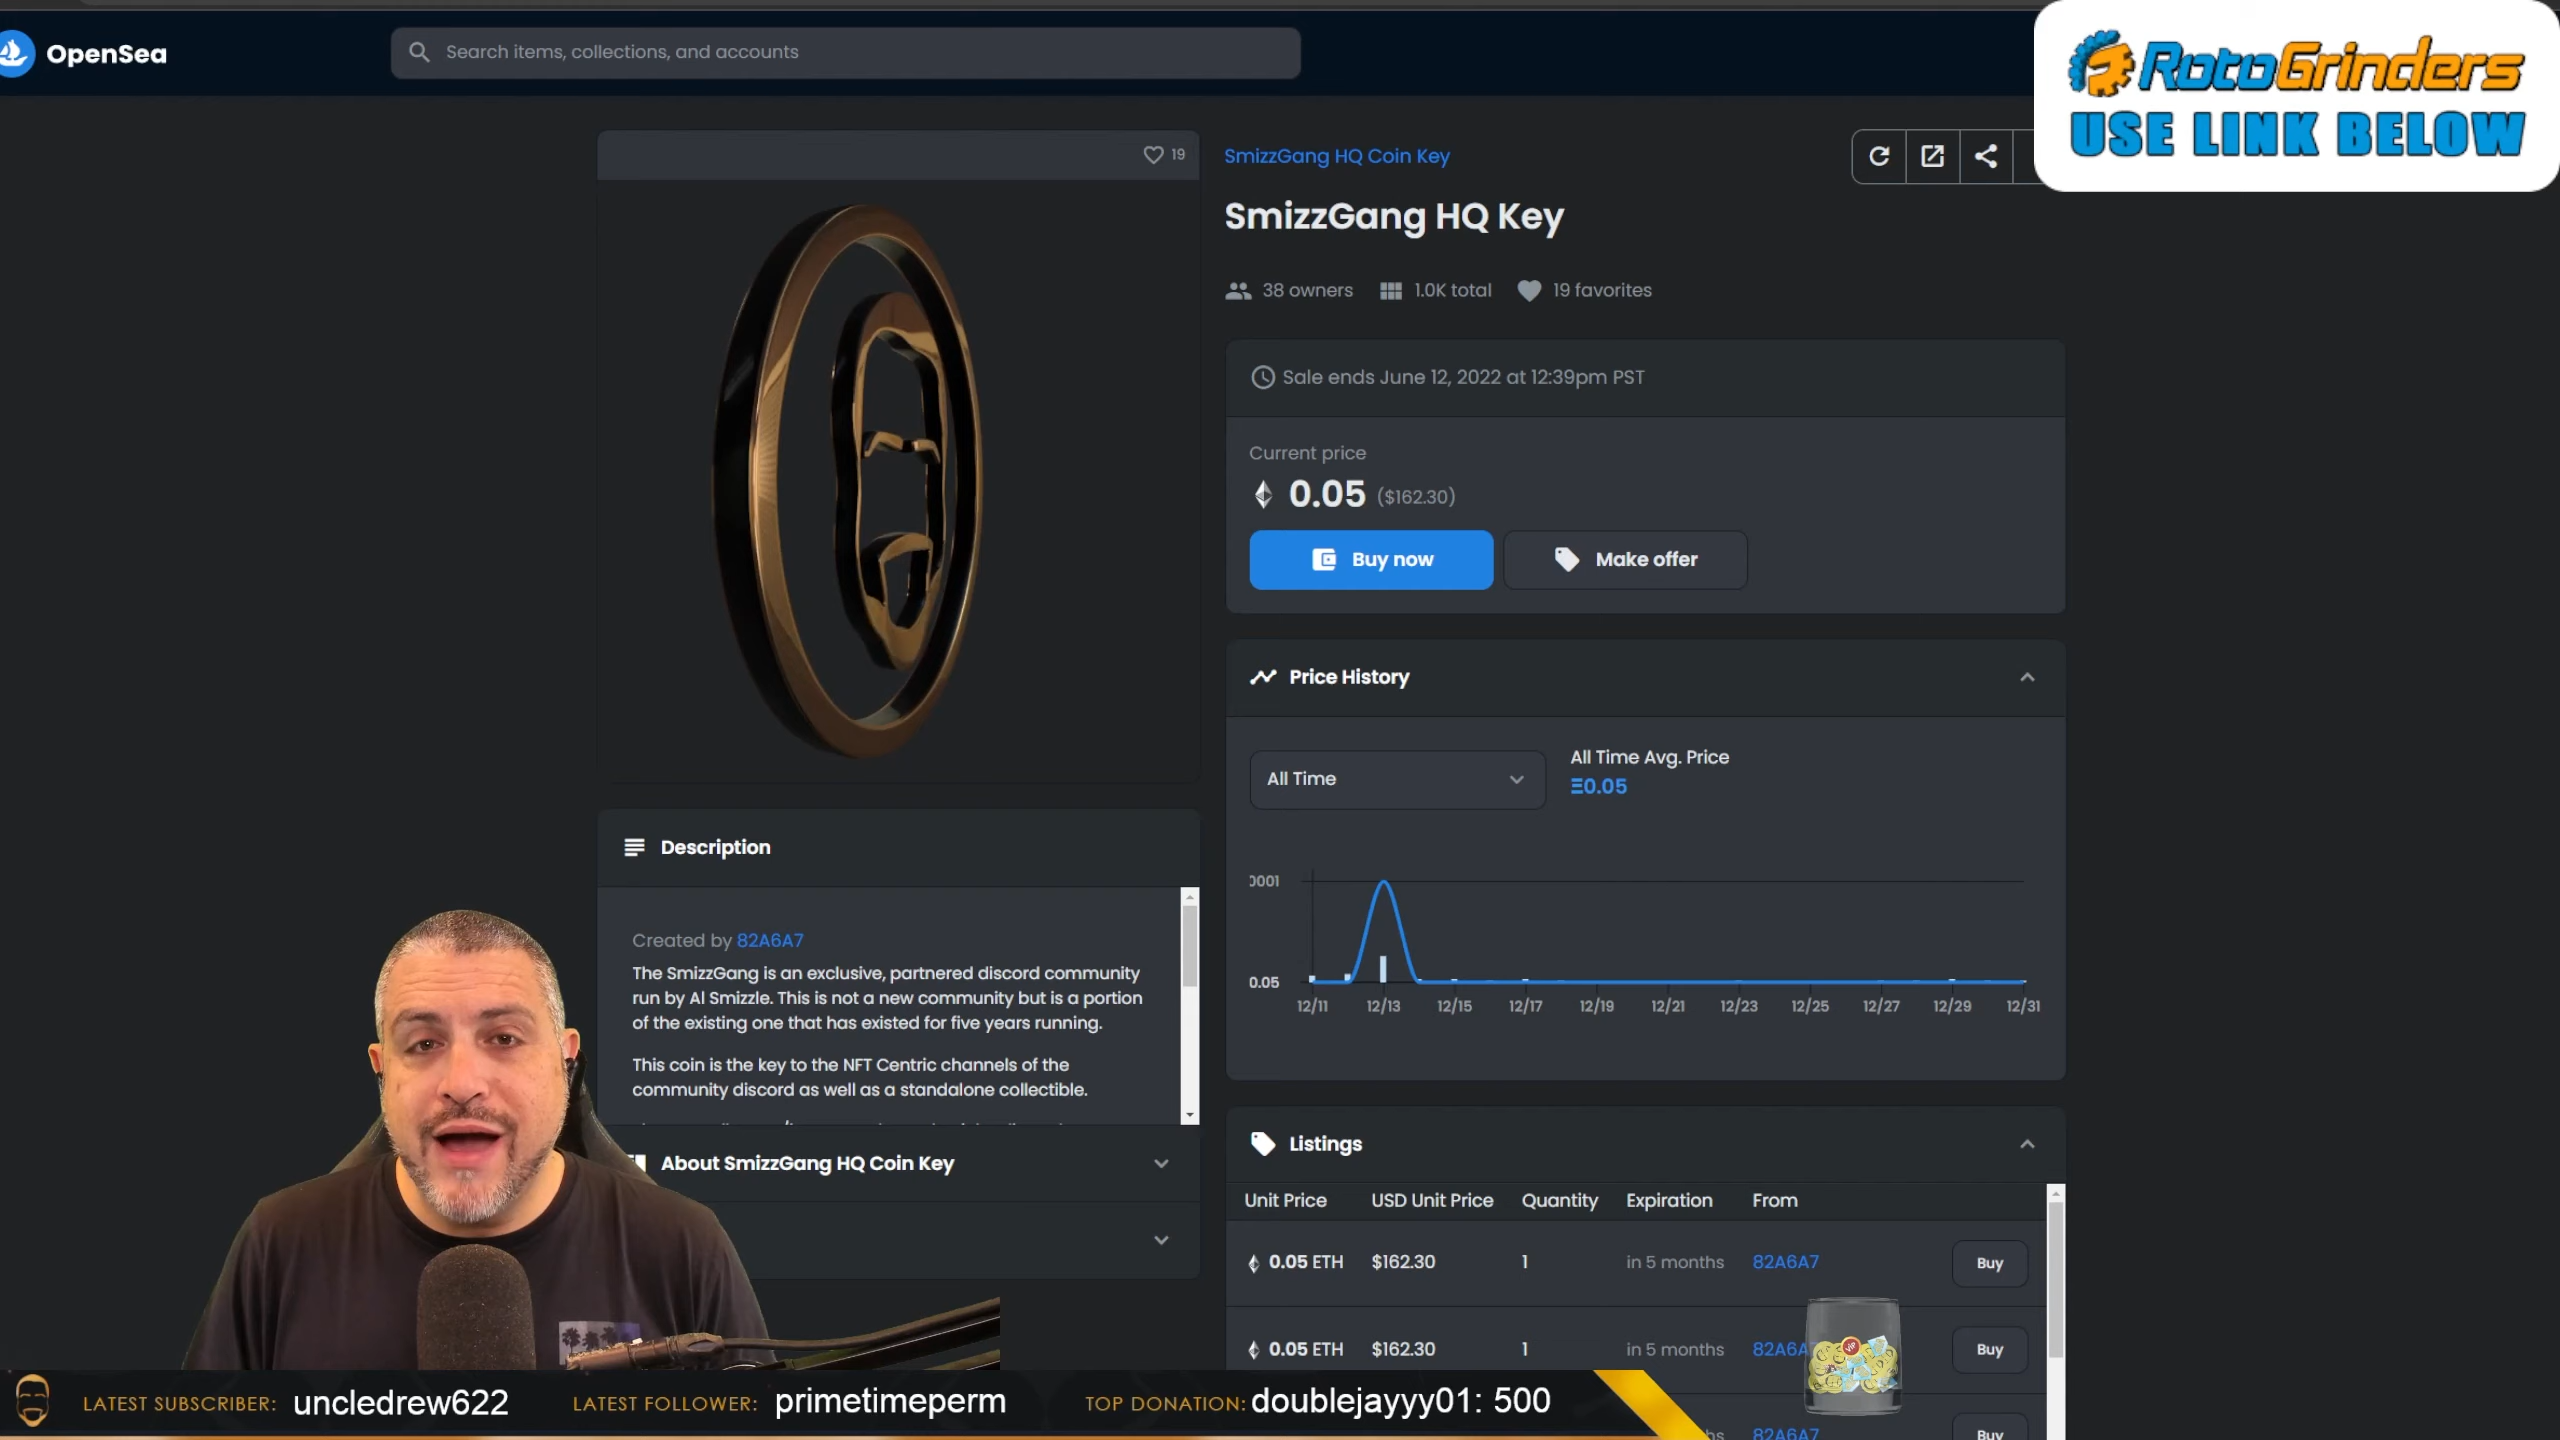 OpenSea
Search items, collections, and accounts
RotoGrinders
USE LINK BELOW
19
SmizzGang HQ Coin Key
SmizzGang HQ Key
38 owners
1.0K total
19 favorites
Sale ends June 12, 2022 at 12:39pm PST
Current price
0.05 ($162.30)
Buy now
Make offer
Price History
All Time
All Time Avg. Price
Ξ0.05
0001
0.05
12/11 12/13 12/15 12/17 12/19 12/21 12/23 12/25 12/27 12/29 12/31
Description
Created by 82A6A7
The SmizzGang is an exclusive, partnered discord community
run by Al Smizzle. This is not a new community but is a portion
of the existing one that has existed for five years running.
This coin is the key to the NFT Centric channels of the
community discord as well as a standalone collectible.
About SmizzGang HQ Coin Key
Listings
Unit Price USD Unit Price Quantity Expiration From
0.05 ETH $162.30 1 in 5 months 82A6A7 Buy
0.05 ETH $162.30 1 in 5 months 82A6A Buy
82A6A7 Buy
VIP
LATEST SUBSCRIBER: uncledrew622
LATEST FOLLOWER: primetimeperm
TOP DONATION: doublejayyy01: 500